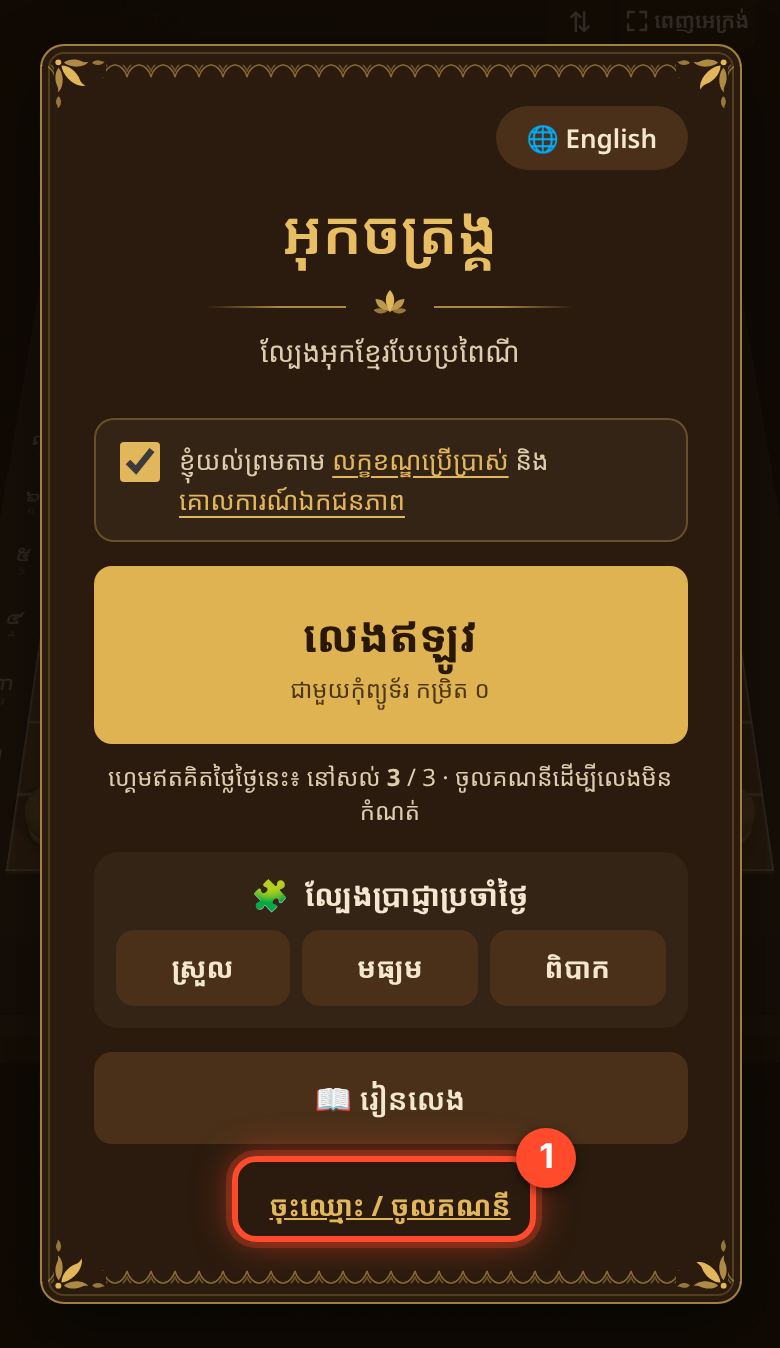 ពេញអេក្រង់
🌐 English
អុកចត្រង្គ
ល្បែងអុកខ្មែរបែបប្រពៃណី
ខ្ញុំយល់ព្រមតាម លក្ខខណ្ឌប្រើប្រាស់ និង
គោលការណ៍ឯកជនភាព
លេងឥឡូវ
ជាមួយកុំព្យូទ័រ កម្រិត ០
ហ្គេមឥតគិតថ្លៃថ្ងៃនេះ៖ នៅសល់ 3 / 3 · ចូលគណនីដើម្បីលេងមិន
កំណត់
🧩 ល្បែងប្រាជ្ញាប្រចាំថ្ងៃ
ស្រួល
មធ្យម
ពិបាក
📖 រៀនលេង
1
ចុះឈ្មោះ / ចូលគណនី